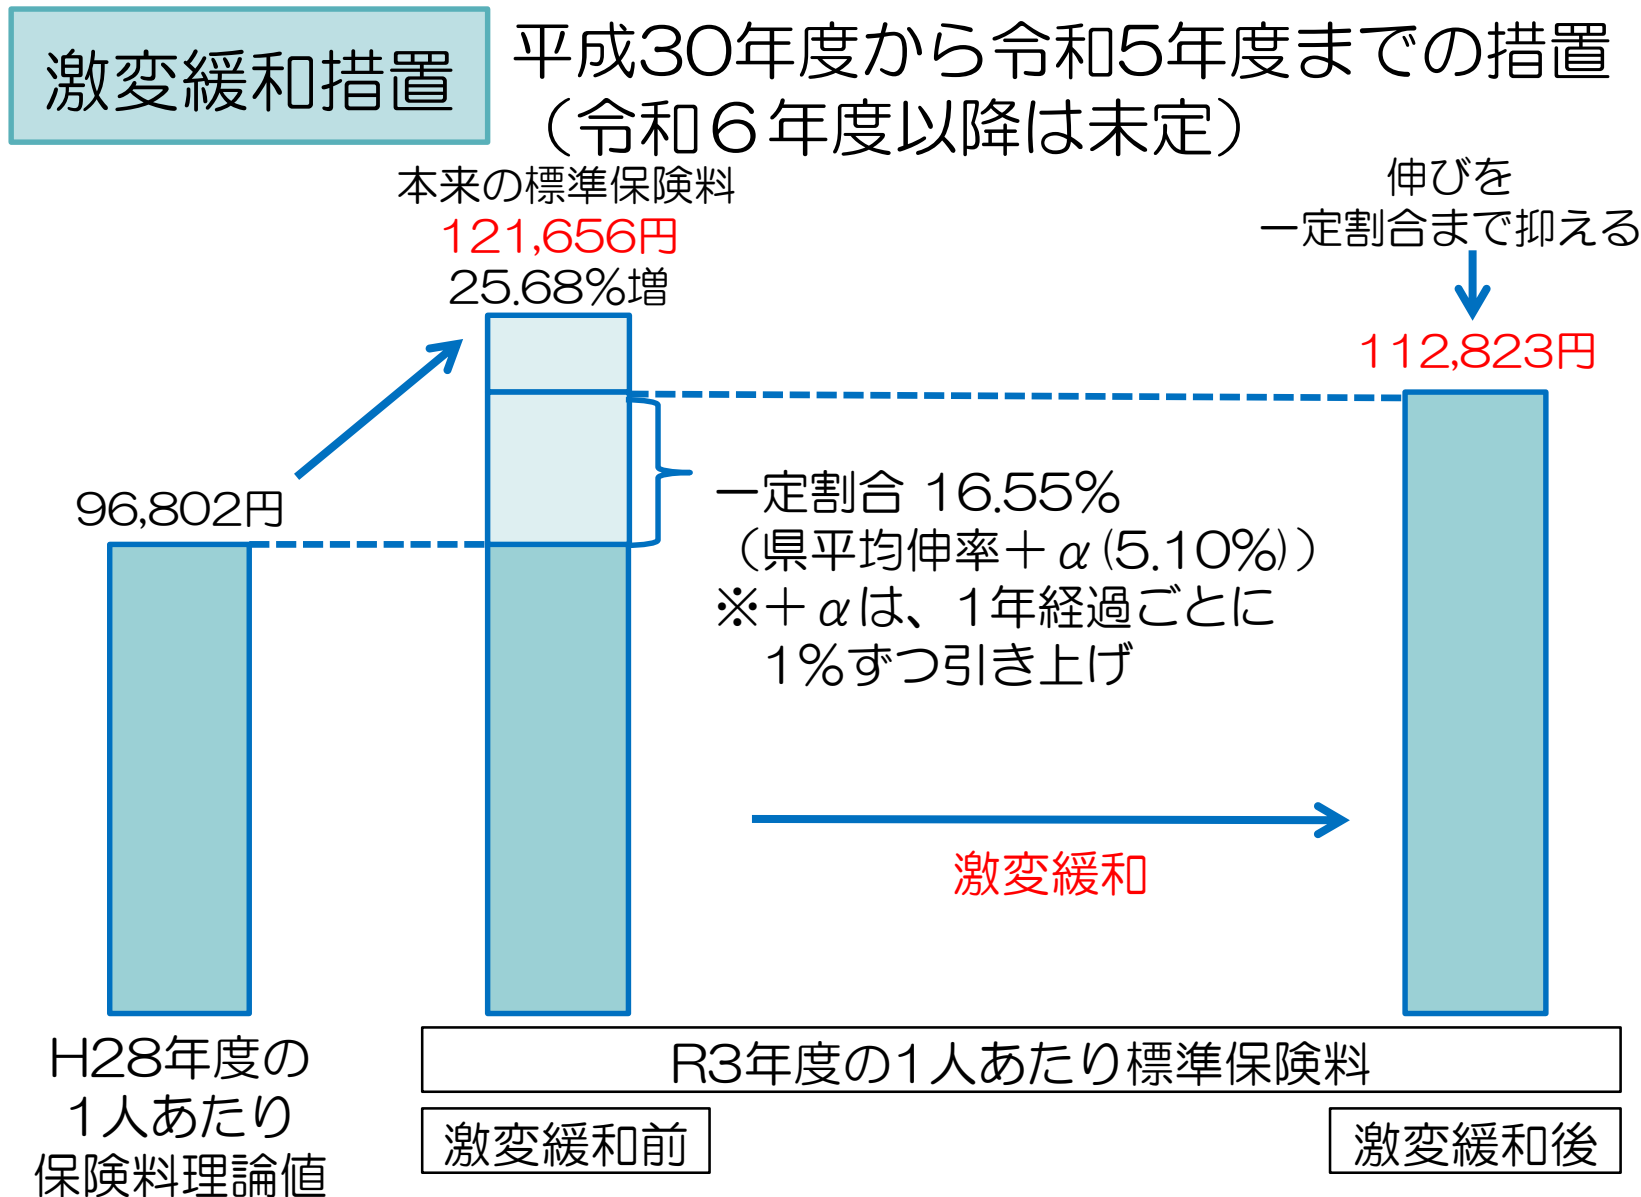 激変緩和措置
平成30年度から令和5年度までの措置
（令和６年度以降は未定）
本来の標準保険料
121,656円
25.68%増
伸びを
一定割合まで抑える
112,823円
96,802円
一定割合 16.55%
（県平均伸率＋α(5.10%)）
※＋αは、1年経過ごとに
1%ずつ引き上げ
激変緩和
H28年度の
1人あたり
保険料理論値
R3年度の1人あたり標準保険料
激変緩和前
激変緩和後